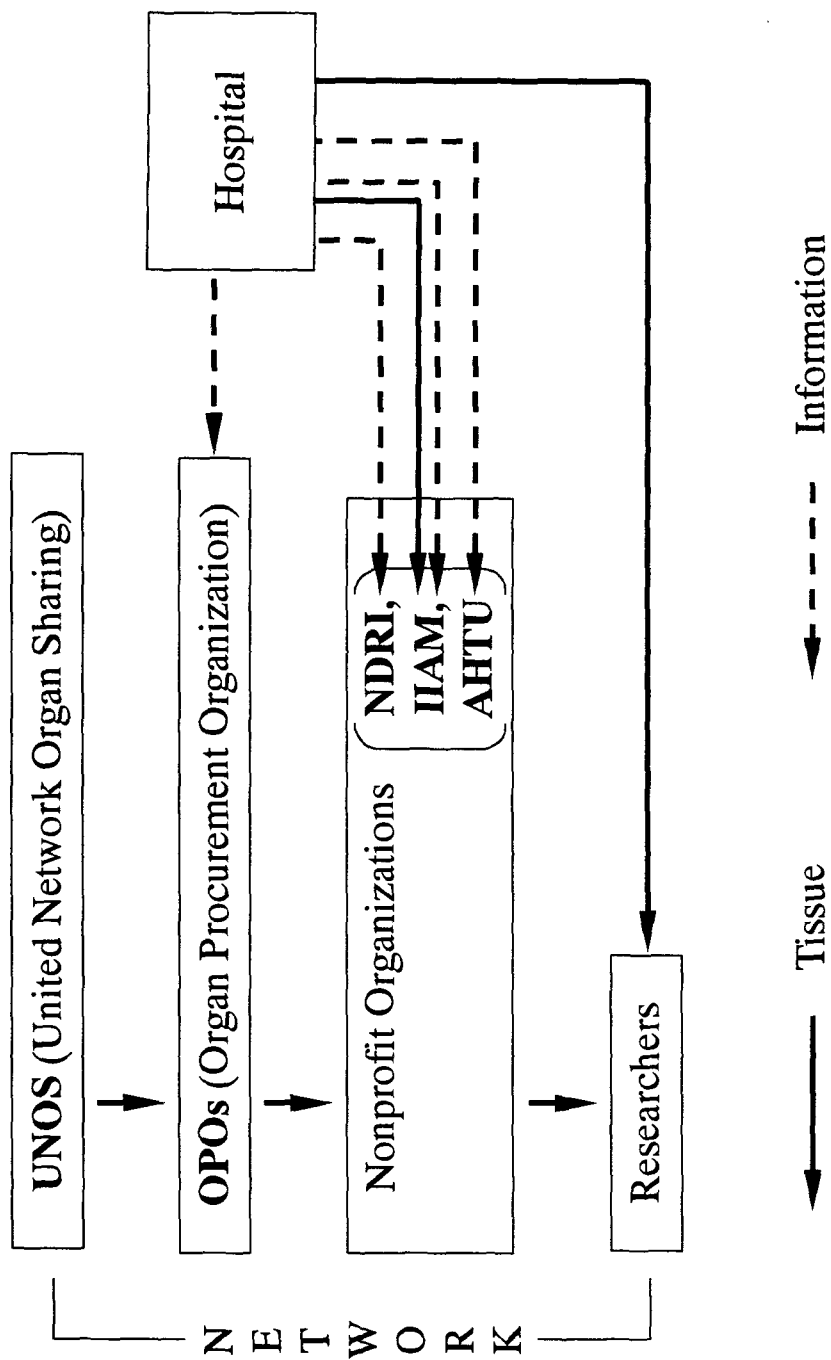 UNOS (United Network Organ Sharing)
OPOs (Organ Procurement Organization)
Hospital
Nonprofit Organizations
NDRI,
IIAM,
AHTU
Researchers
NETWORK
Tissue
Information